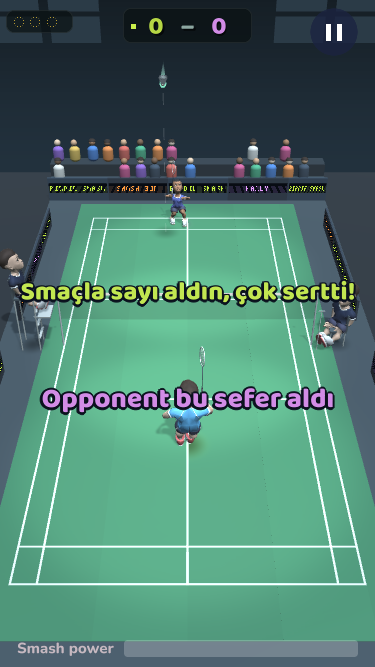 0 – 0
Smaçla sayı aldın, çok sertti!
Opponent bu sefer aldı
Smash power